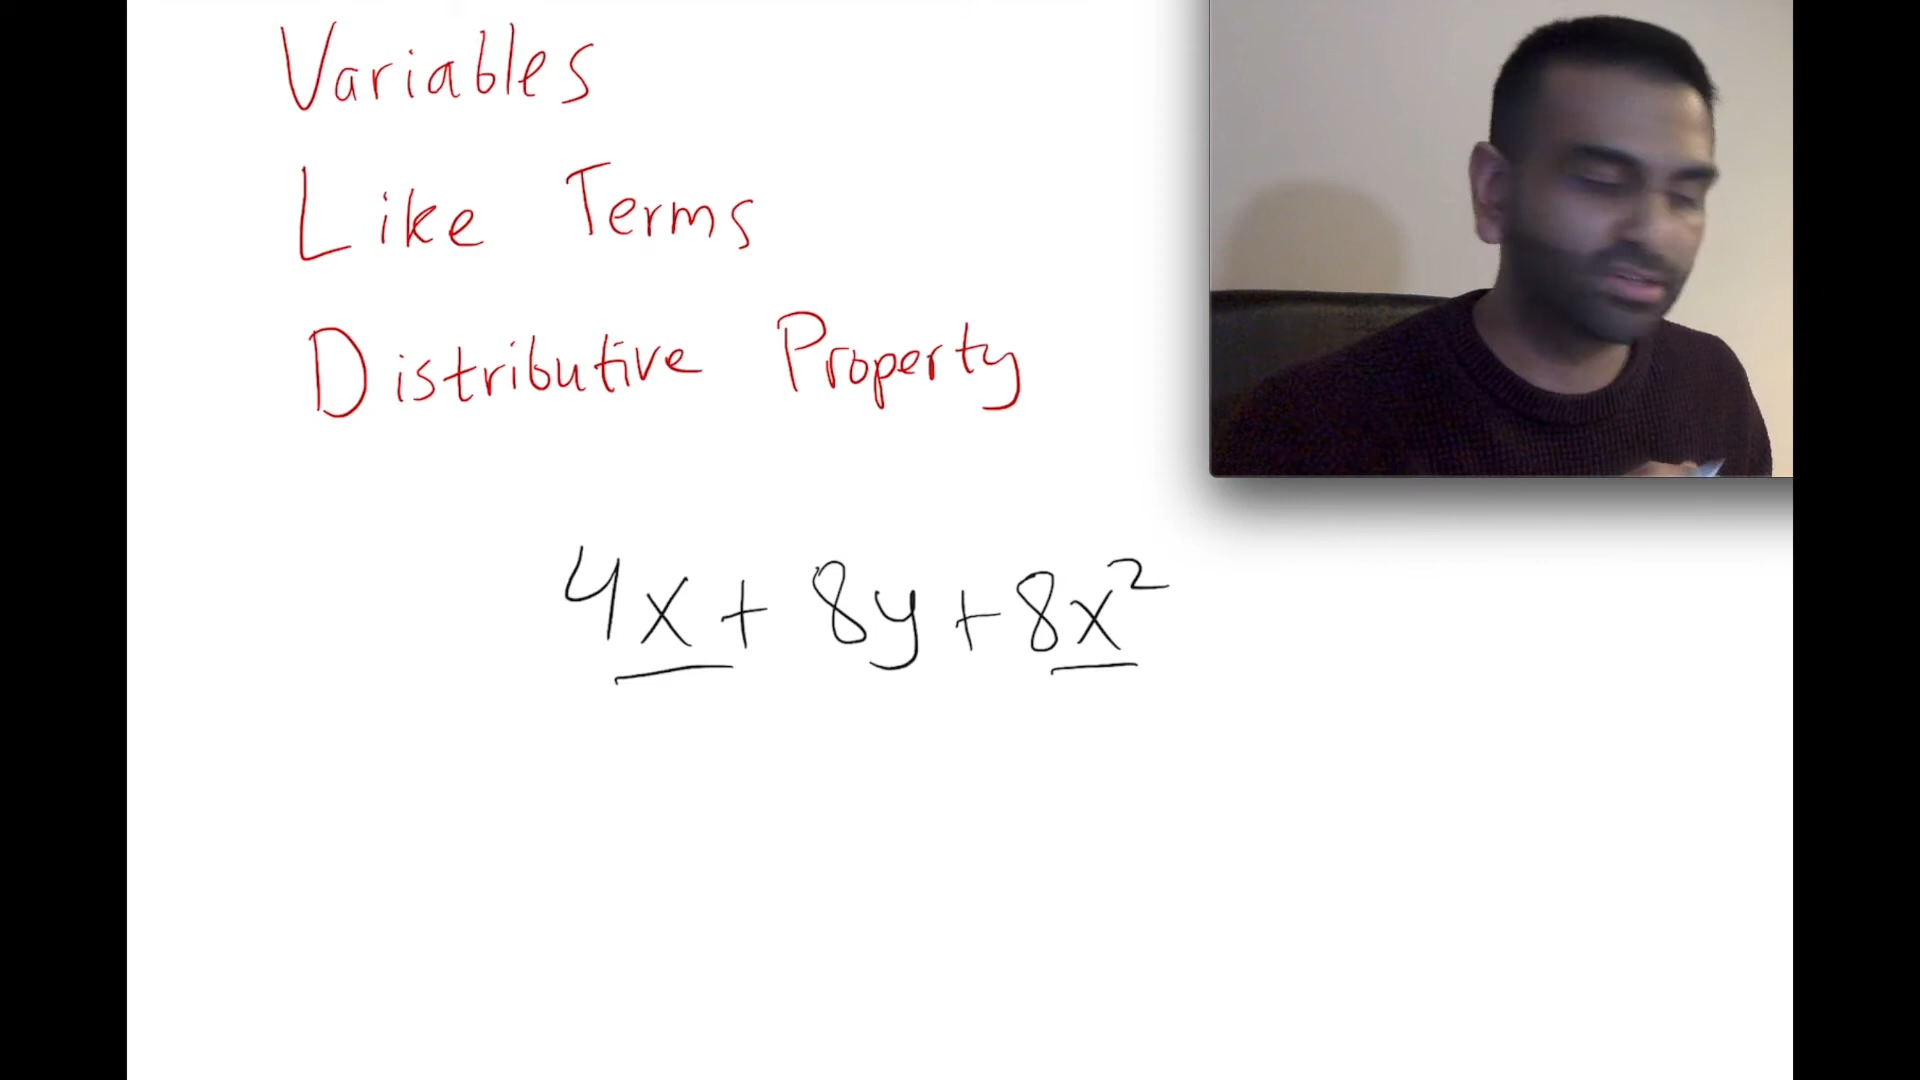 Variables
Like Terms
Distributive Property
4x + 8y + 8x²